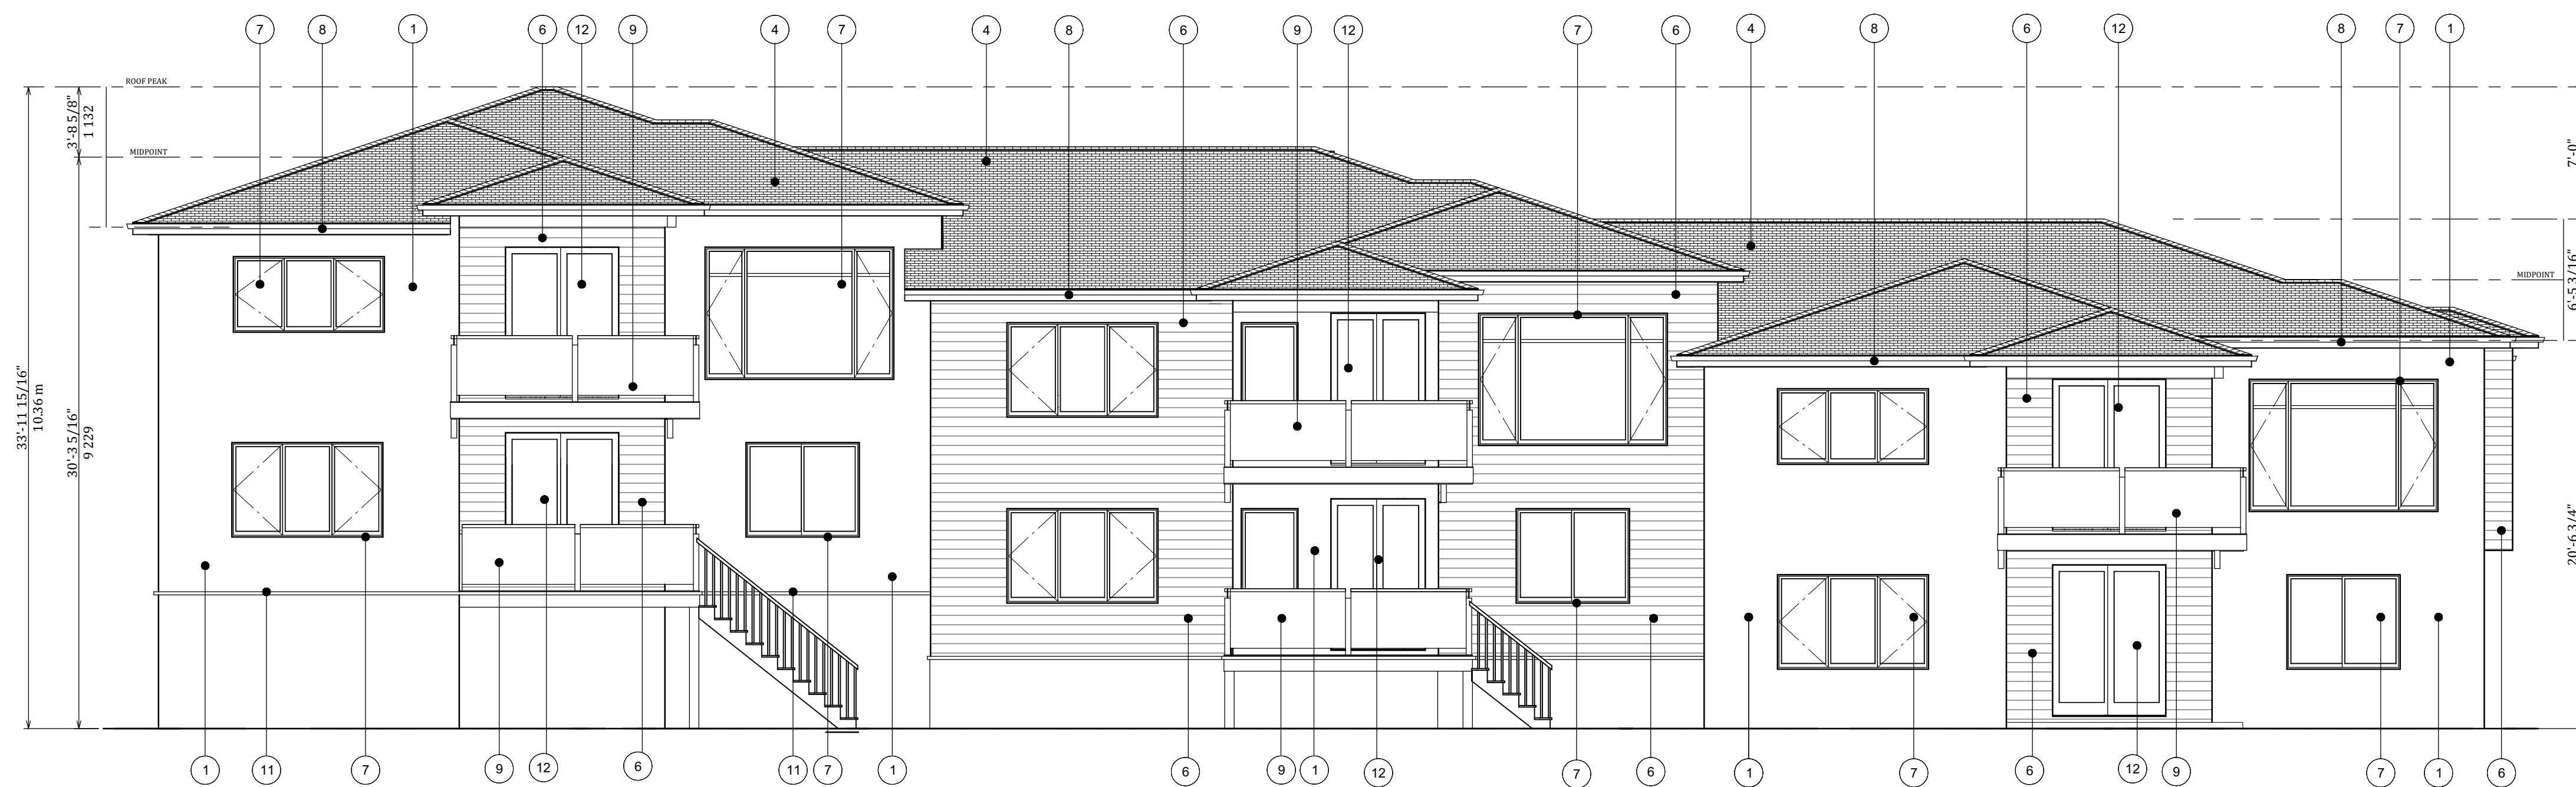 7 8 1 6 12 9 4 7 4 8 6 9 12 7 6 4 8 6 12 8 7 1
ROOF PEAK
3'-8 5/8"
1 132
MIDPOINT
7'-0"
MIDPOINT
6'-5 3/16"
33'-11 15/16"
10.36 m
30'-3 5/16"
9 229
20'-6 3/4"
1 11 7 9 12 6 11 7 1 6 9 1 12 7 6 1 7 6 12 9 7 1 6